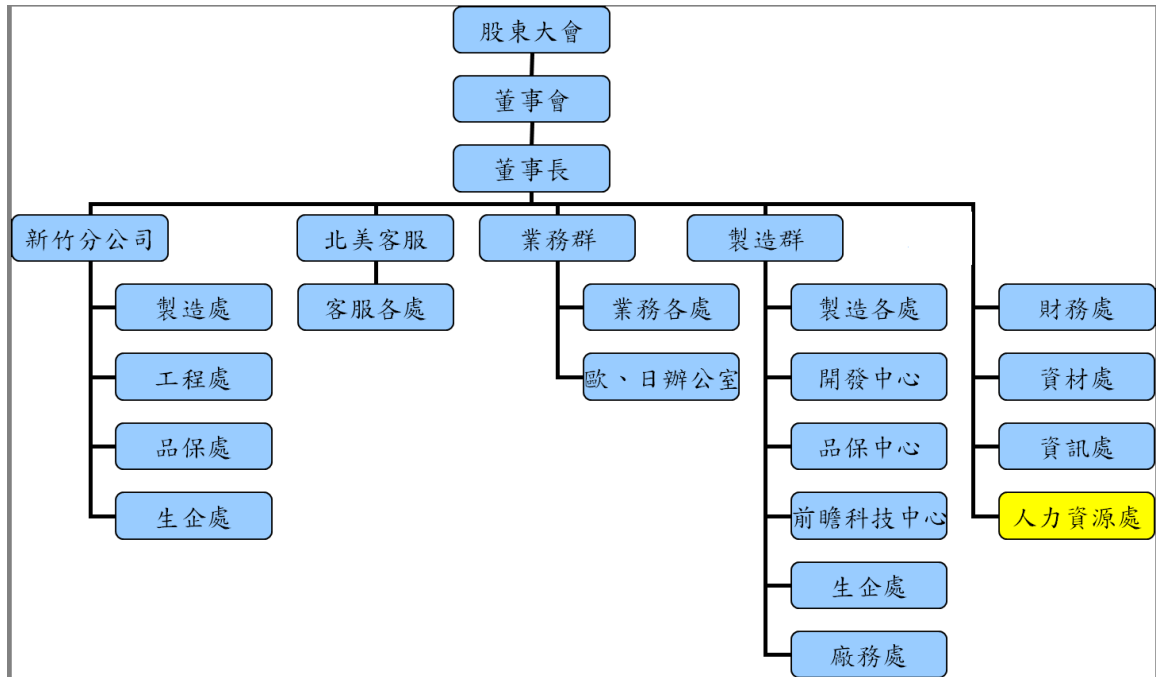 股東大會
董事會
董事長
新竹分公司
北美客服
業務群
製造群
製造處
客服各處
業務各處
製造各處
財務處
工程處
歐、日辦公室
開發中心
資材處
品保處
品保中心
資訊處
生企處
前瞻科技中心
人力資源處
生企處
廠務處